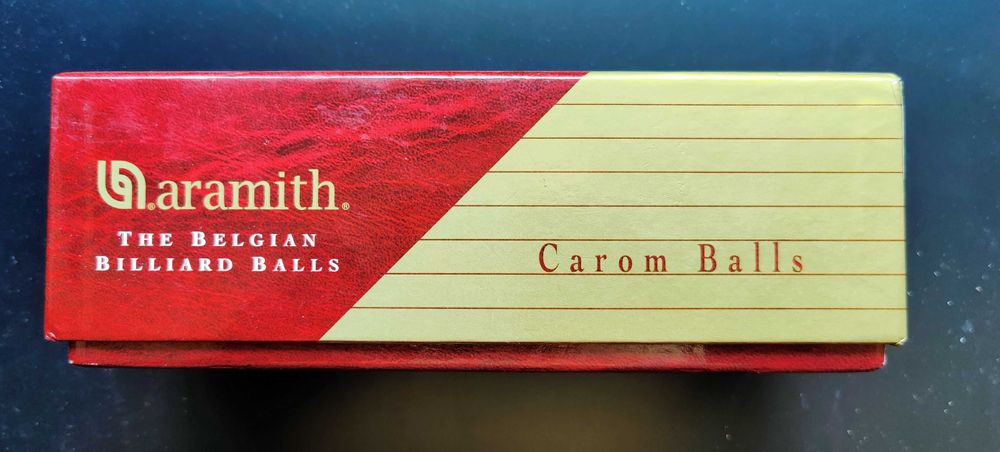 aramith®
THE BELGIAN
BILLIARD BALLS
Carom Balls